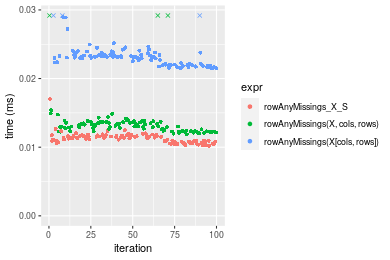 0.03
0.02
0.01
0.00
time (ms)
0
25
50
75
100
iteration
expr
rowAnyMissings_X_S
rowAnyMissings(X, cols, rows)
rowAnyMissings(X[cols, rows])